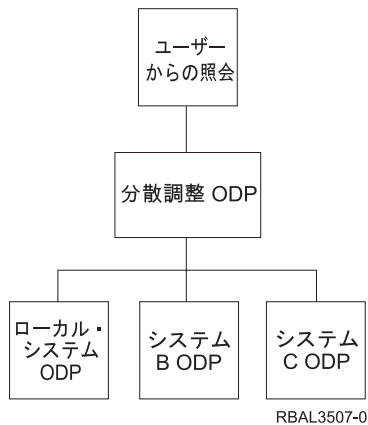 ユーザー
からの照会
分散調整 ODP
ローカル・
システム
ODP
システム
B ODP
システム
C ODP
RBAL3507-0